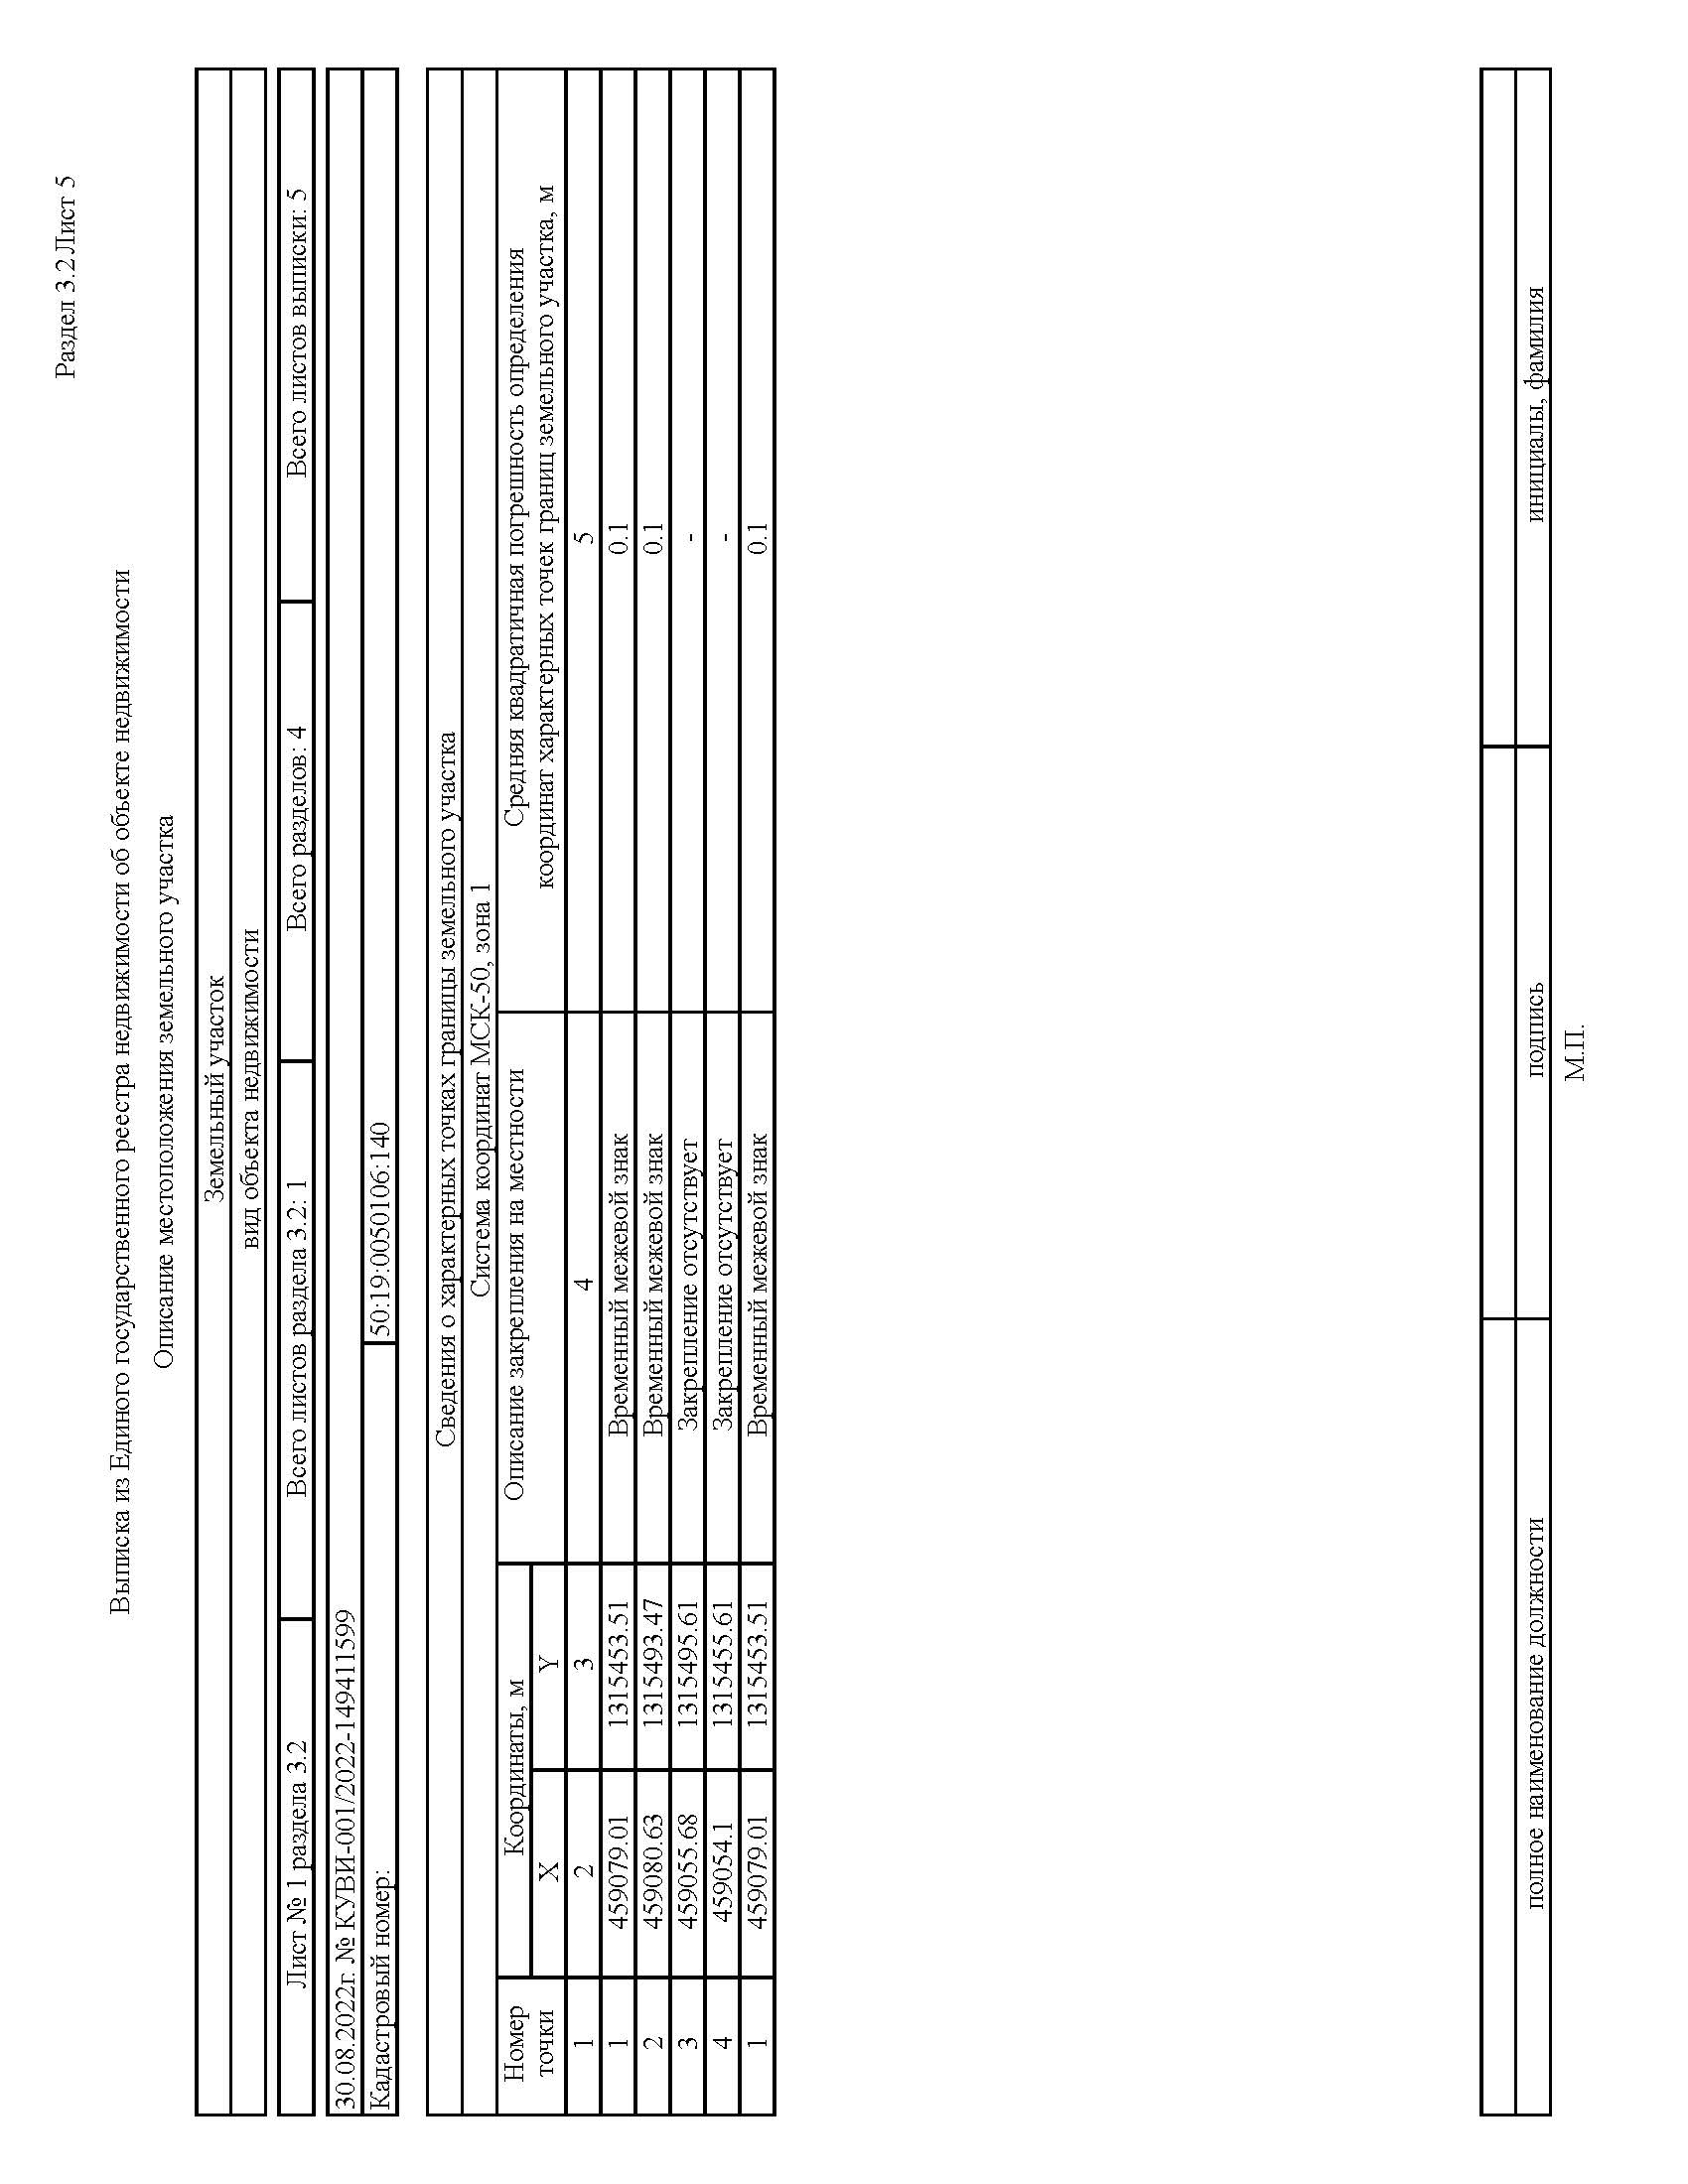 Раздел 3.2 Лист 5
Выписка из Единого государственного реестра недвижимости об объекте недвижимости
Описание местоположения земельного участка
Земельный участок
вид объекта недвижимости
Лист № 1 раздела 3.2 Всего листов раздела 3.2: 1 Всего разделов: 4 Всего листов выписки: 5
30.08.2022г. № КУВИ-001/2022-149411599
Кадастровый номер: 50:19:0050106:140
Сведения о характерных точках границы земельного участка
Система координат МСК-50, зона 1
Номер точки Координаты, м Описание закрепления на местности Средняя квадратичная погрешность определения
координат характерных точек границ земельного участка, м
X Y
1 2 3 4 5
1 459079.01 1315453.51 Временный межевой знак 0.1
2 459080.63 1315493.47 Временный межевой знак 0.1
3 459055.68 1315495.61 Закрепление отсутствует -
4 459054.1 1315455.61 Закрепление отсутствует -
1 459079.01 1315453.51 Временный межевой знак 0.1
полное наименование должности подпись инициалы, фамилия
М.П.